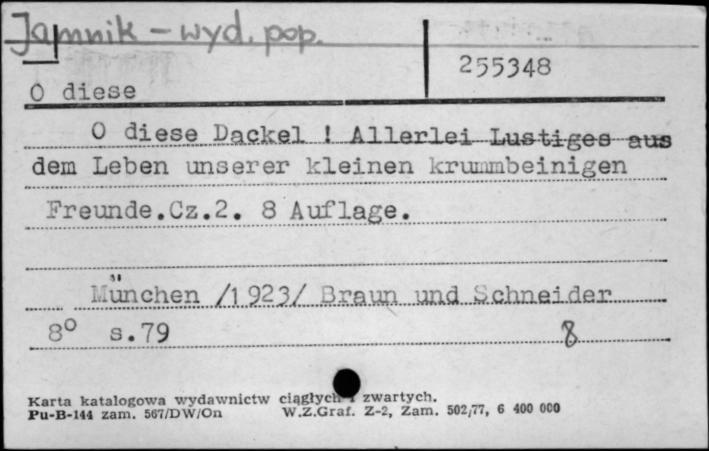 Jamnik – wyd. pop.
255348
O diese
O diese Dackel ! Allerlei Lustiges aus
dem Leben unserer kleinen krummbeinigen
Freunde.Cz.2. 8 Auflage.
München /1923/ Braun und Schneider
8° s.79 8
Karta katalogowa wydawnictw ciągłych i zwartych.
Pu-B-144 zam. 567/DW/On W.Z.Graf. Z-2, Zam. 502/77, 6 400 000